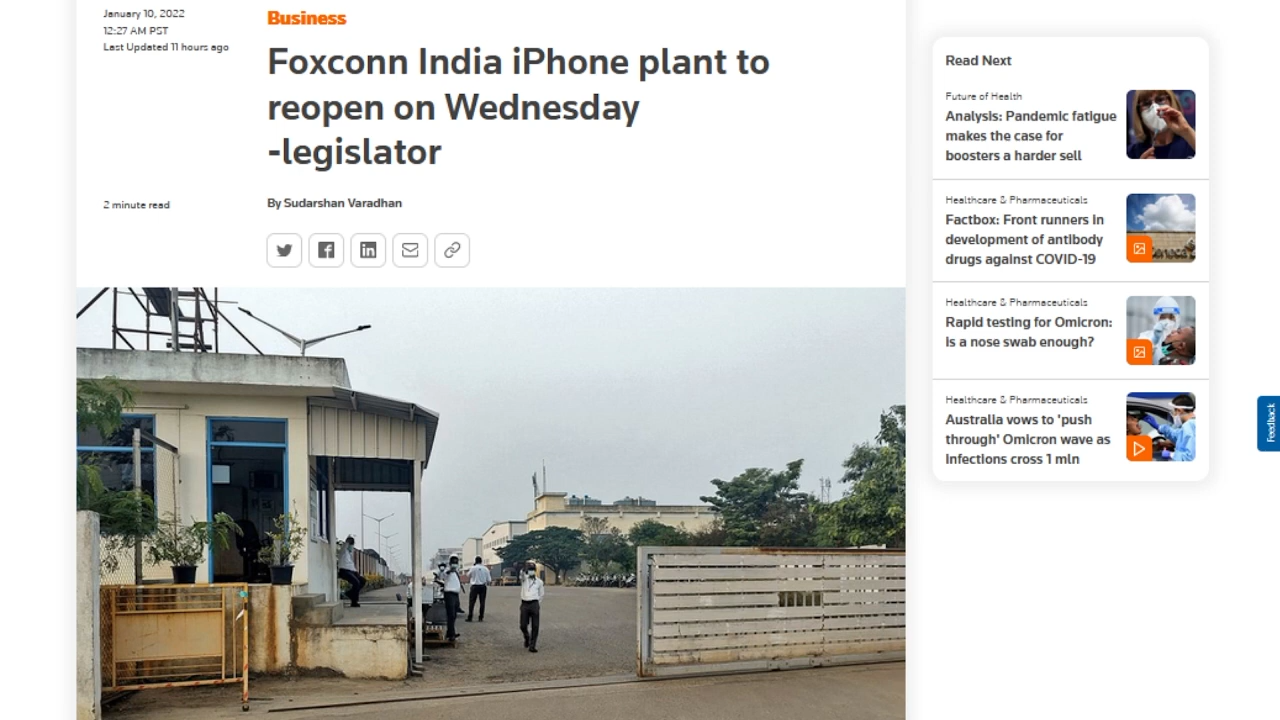 January 10, 2022
12:27 AM PST
Last Updated 11 hours ago
Business
Foxconn India iPhone plant to
reopen on Wednesday
-legislator
2 minute read
By Sudarshan Varadhan
Read Next
Future of Health
Analysis: Pandemic fatigue
makes the case for
boosters a harder sell
Healthcare & Pharmaceuticals
Factbox: Front runners in
development of antibody
drugs against COVID-19
Healthcare & Pharmaceuticals
Rapid testing for Omicron:
is a nose swab enough?
Healthcare & Pharmaceuticals
Australia vows to 'push
through' Omicron wave as
infections cross 1 mln
Feedback